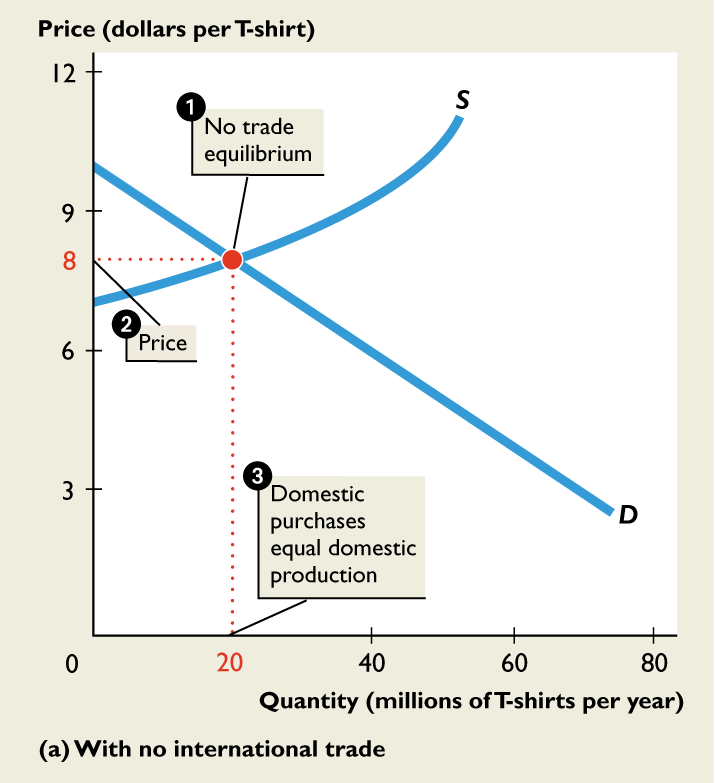 Price (dollars per T-shirt)
12
S
1
No trade
equilibrium
9
8
2
Price
6
3
3
Domestic
purchases
equal domestic
production
D
0
20
40
60
80
Quantity (millions of T-shirts per year)
(a) With no international trade